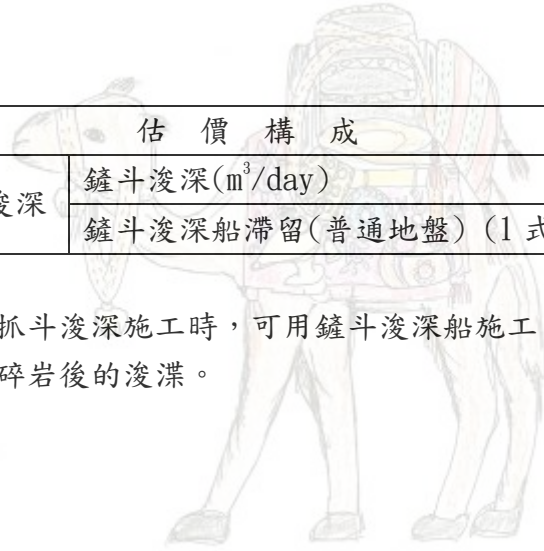 估 價 構 成
浚深
鏟斗浚深(m³/day)
鏟斗浚深船滯留(普通地盤) (1 式
抓斗浚深施工時，可用鏟斗浚深船施工
碎岩後的浚渫。